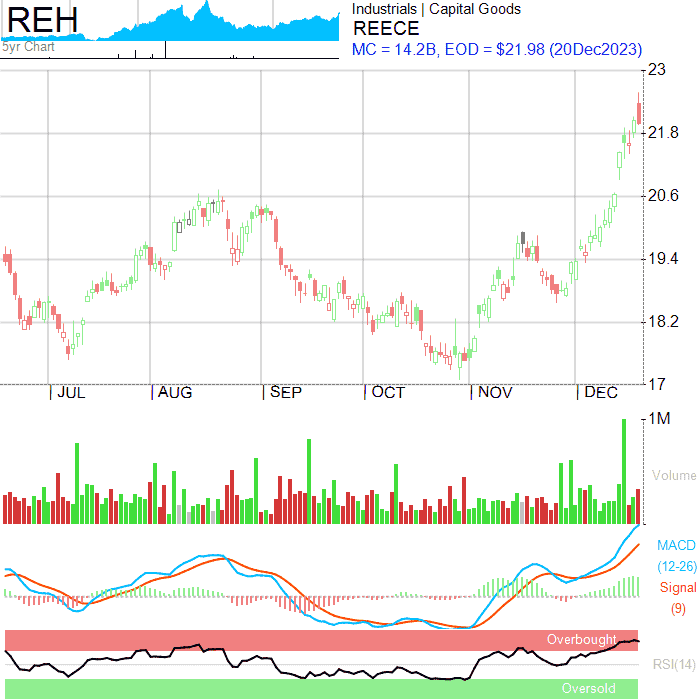 REH
5yr Chart
Industrials | Capital Goods
REECE
MC = 14.2B, EOD = $21.98 (20Dec2023)
23
21.8
20.6
19.4
18.2
17
JUL AUG SEP OCT NOV DEC
1M
Volume
MACD
(12-26)
Signal
(9)
Overbought
RSI(14)
Oversold